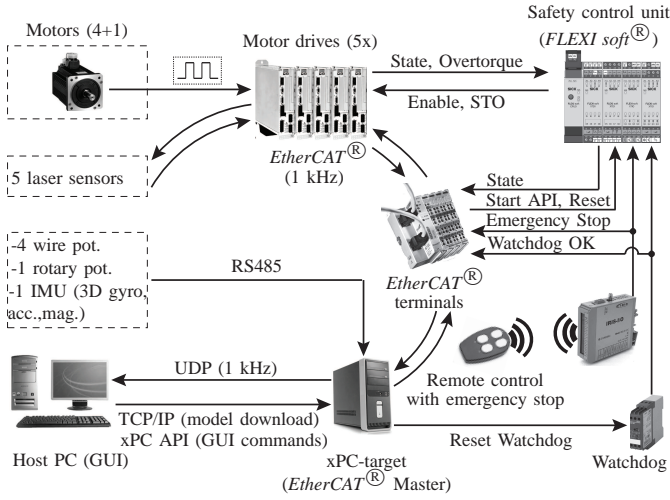 Motors (4+1)
Motor drives (5x)
Safety control unit
(FLEXI soft®)
State, Overtorque
Enable, STO
EtherCAT®
(1 kHz)
5 laser sensors
State
Start API, Reset
Emergency Stop
Watchdog OK
-4 wire pot.
-1 rotary pot.
-1 IMU (3D gyro,
acc.,mag.)
RS485
EtherCAT®
terminals
UDP (1 kHz)
Remote control
with emergency stop
TCP/IP (model download)
xPC API (GUI commands)
Reset Watchdog
Host PC (GUI)
xPC-target
(EtherCAT® Master)
Watchdog